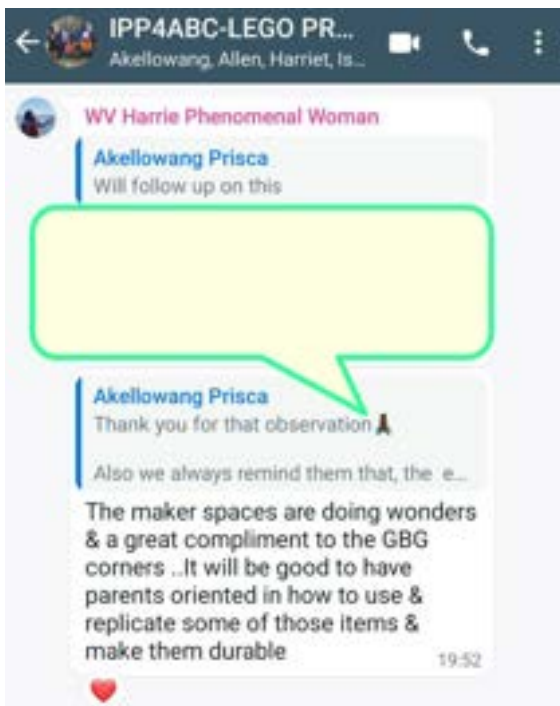 IPP4ABC-LEGO PR...
Akellowang, Allen, Harriet, Is...
WV Harrie Phenomenal Woman
Akellowang Prisca
Will follow up on this
Akellowang Prisca
Thank you for that observation
Also we always remind them that, the e...
The maker spaces are doing wonders
& a great compliment to the GBG
corners ..It will be good to have
parents oriented in how to use &
replicate some of those items &
make them durable
19:52